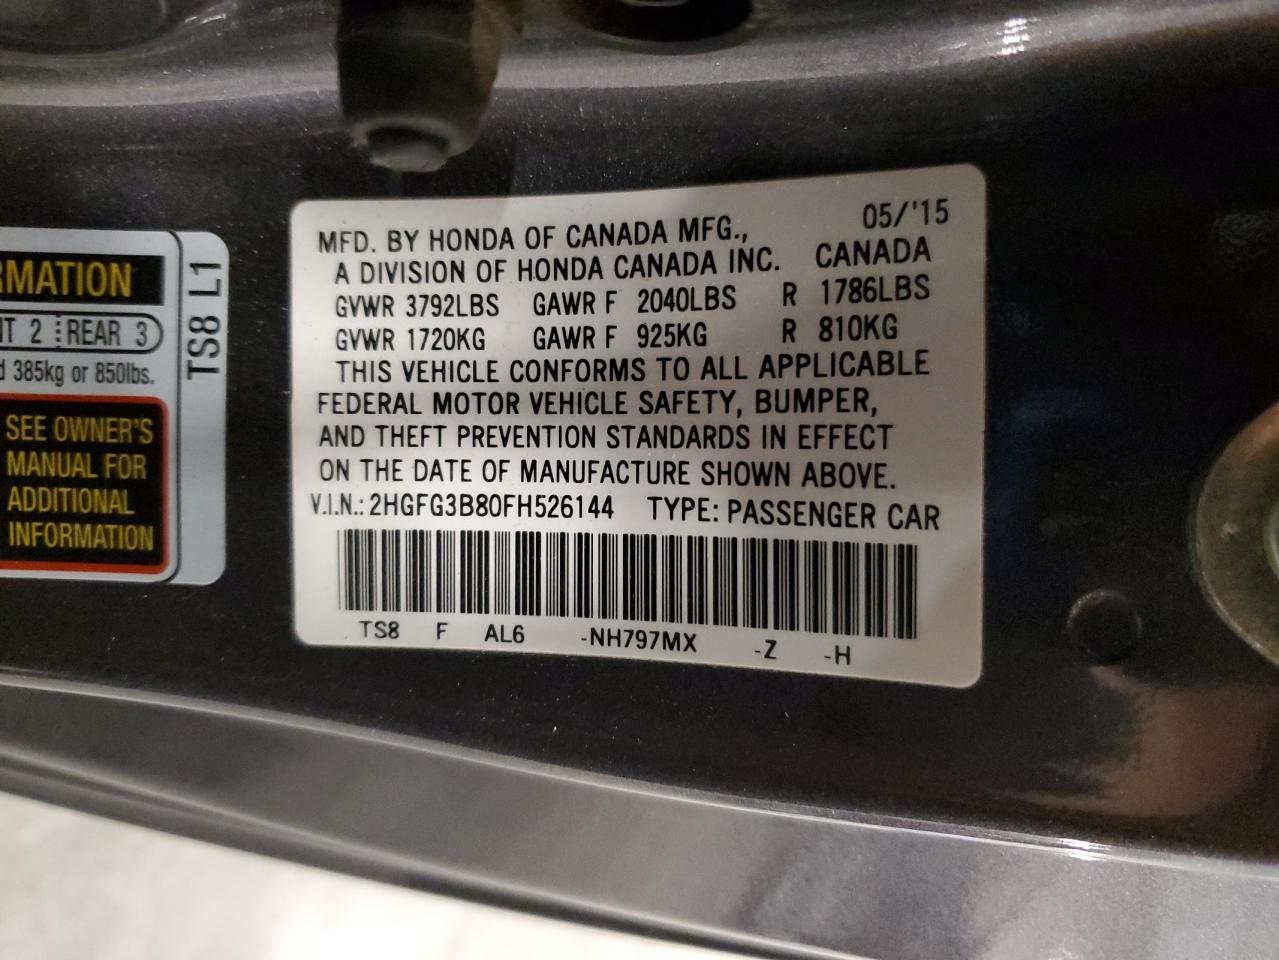 MFD. BY HONDA OF CANADA MFG., 05/'15
A DIVISION OF HONDA CANADA INC. CANADA
GVWR 3792LBS GAWR F 2040LBS R 1786LBS
GVWR 1720KG GAWR F 925KG R 810KG
THIS VEHICLE CONFORMS TO ALL APPLICABLE
FEDERAL MOTOR VEHICLE SAFETY, BUMPER,
AND THEFT PREVENTION STANDARDS IN EFFECT
ON THE DATE OF MANUFACTURE SHOWN ABOVE.
V.I.N.: 2HGFG3B80FH526144 TYPE: PASSENGER CAR
TS8 F AL6 -NH797MX -Z -H
RMATION
2 REAR 3
385kg or 850lbs.
SEE OWNER'S
MANUAL FOR
ADDITIONAL
INFORMATION
TS8 L1